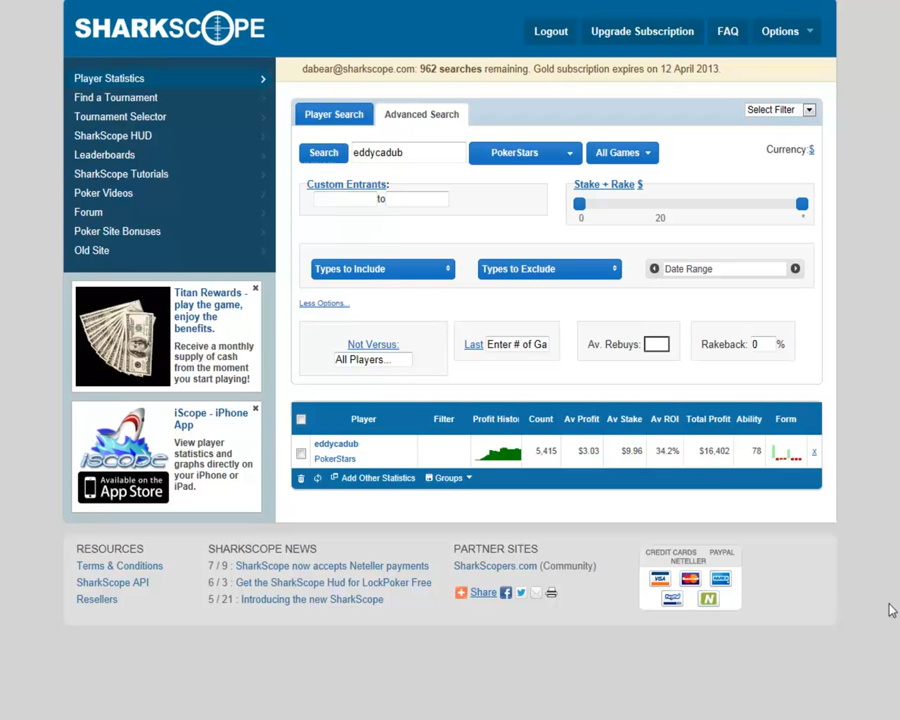 SHARKSCOPE
Logout
Upgrade Subscription
FAQ
Options
dabear@sharkscope.com: 962 searches remaining. Gold subscription expires on 12 April 2013.
Player Statistics
Find a Tournament
Tournament Selector
SharkScope HUD
Leaderboards
SharkScope Tutorials
Poker Videos
Forum
Poker Site Bonuses
Old Site
Titan Rewards -
play the game,
enjoy the
benefits.
Receive a monthly
supply of cash
from the moment
you start playing!
iScope - iPhone
App
View player
statistics and
graphs directly on
your iPhone or
iPad.
iSCOPE
Available on the
App Store
Player Search
Advanced Search
Select Filter
Search
eddycadub
PokerStars
All Games
Currency:$
Custom Entrants:
to
Stake + Rake $
0 20 *
Types to Include
Types to Exclude
Date Range
Less Options...
Not Versus:
All Players...
Last Enter # of Ga
Av. Rebuys:
Rakeback: 0 %
Player Filter Profit Histo Count Av Profit Av Stake Av ROI Total Profit Ability Form
eddycadub
PokerStars
5,415 $3.03 $9.96 34.2% $16,402 78 x
Add Other Statistics Groups
RESOURCES
Terms & Conditions
SharkScope API
Resellers
SHARKSCOPE NEWS
7 / 9 : SharkScope now accepts Neteller payments
6 / 3 : Get the SharkScope Hud for LockPoker Free
5 / 21 : Introducing the new SharkScope
PARTNER SITES
SharkScopers.com (Community)
Share
CREDIT CARDS PAYPAL
NETELLER
VISA
PayPal
N